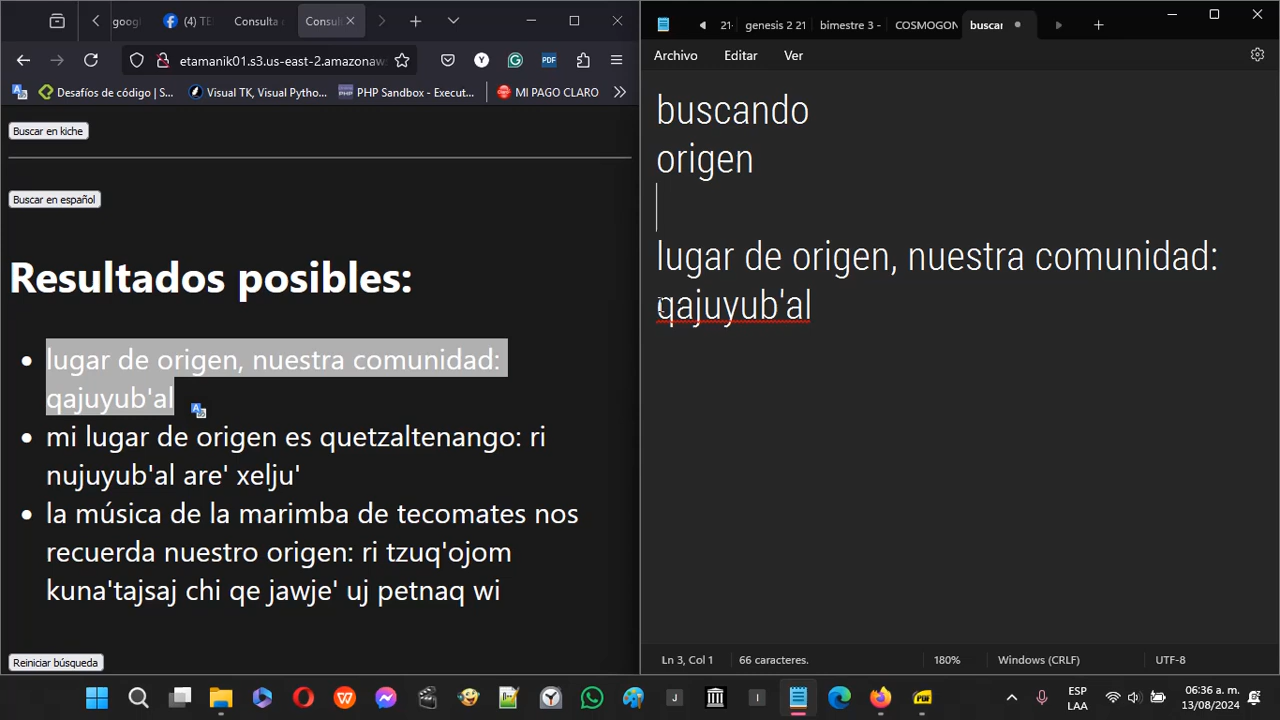 googl
(4) TE
Consulta
Consul
etamanik01.s3.us-east-2.amazonaw
Desafíos de código | S...
Visual TK, Visual Python...
PHP Sandbox - Execut...
MI PAGO CLARO
Buscar en kiche
Buscar en español
Resultados posibles:
lugar de origen, nuestra comunidad:
qajuyub'al
mi lugar de origen es quetzaltenango: ri
nujuyub'al are' xelju'
la música de la marimba de tecomates nos
recuerda nuestro origen: ri tzuq'ojom
kuna'tajsaj chi qe jawje' uj petnaq wi
Reiniciar búsqueda
21
genesis 2 21
bimestre 3 -
COSMOGON
buscar
Archivo
Editar
Ver
buscando
origen
lugar de origen, nuestra comunidad:
qajuyub'al
Ln 3, Col 1
66 caracteres.
180%
Windows (CRLF)
UTF-8
ESP
LAA
06:36 a. m.
13/08/2024